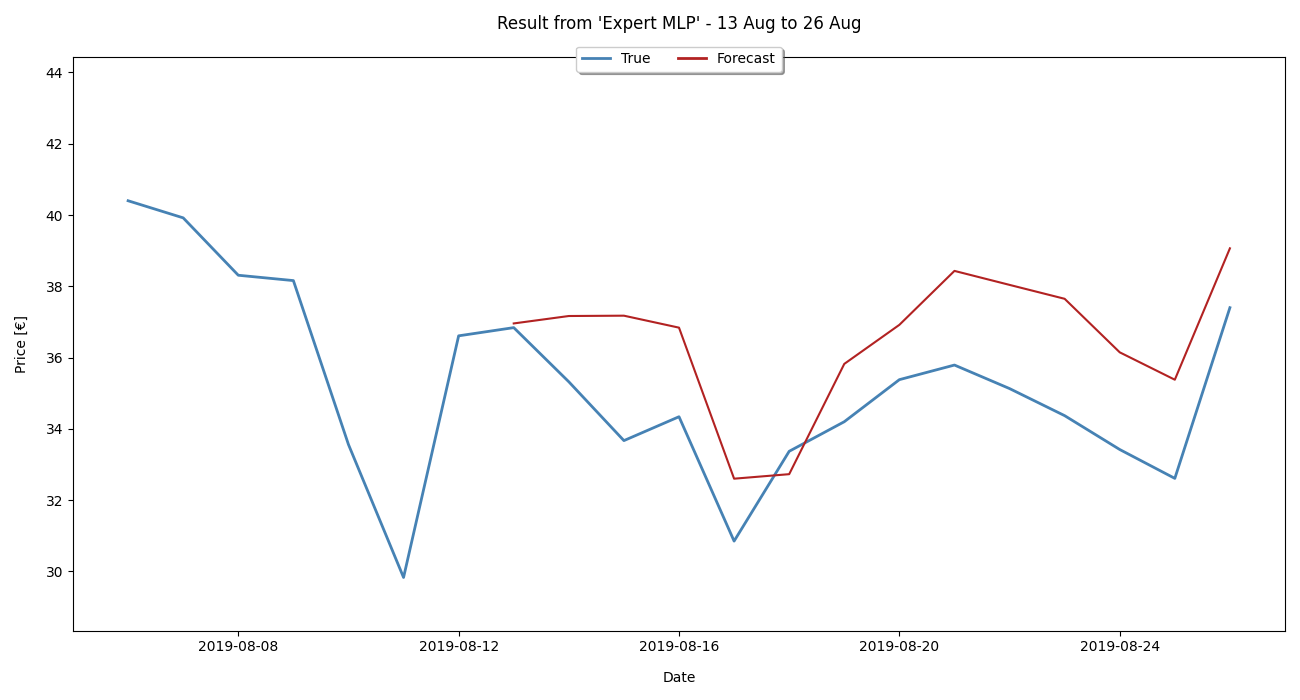 Result from 'Expert MLP' - 13 Aug to 26 Aug
True Forecast
44
42
40
38
36
34
32
30
Price [€]
2019-08-08 2019-08-12 2019-08-16 2019-08-20 2019-08-24
Date